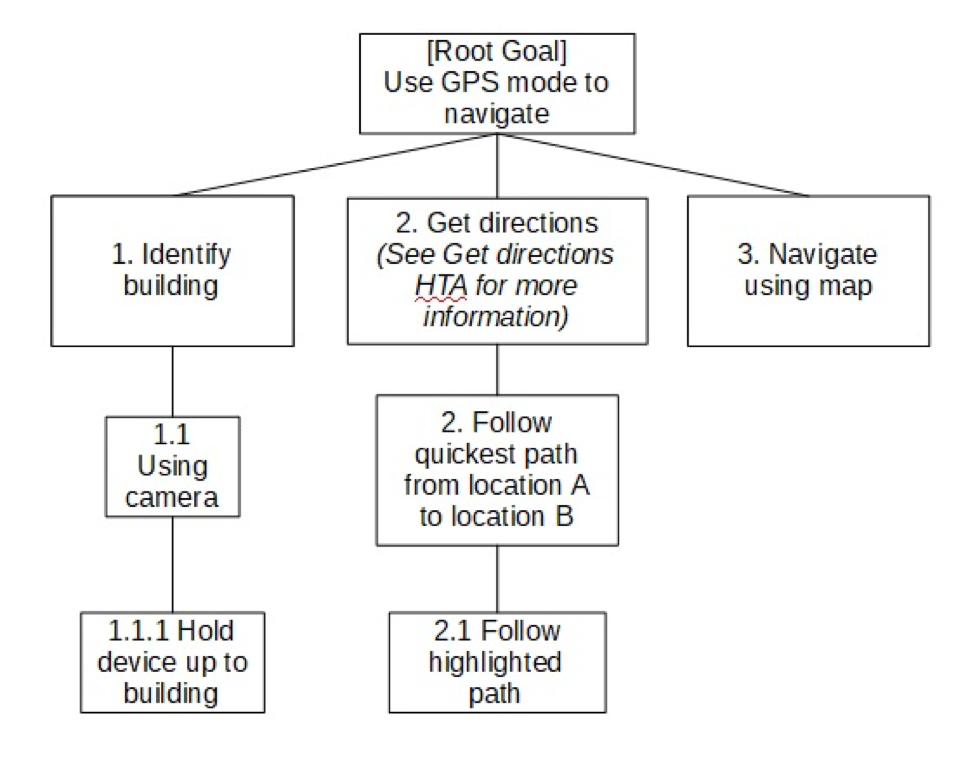 [Root Goal]
Use GPS mode to
navigate
1. Identify
building
2. Get directions
(See Get directions
HTA for more
information)
3. Navigate
using map
1.1
Using
camera
2. Follow
quickest path
from location A
to location B
1.1.1 Hold
device up to
building
2.1 Follow
highlighted
path